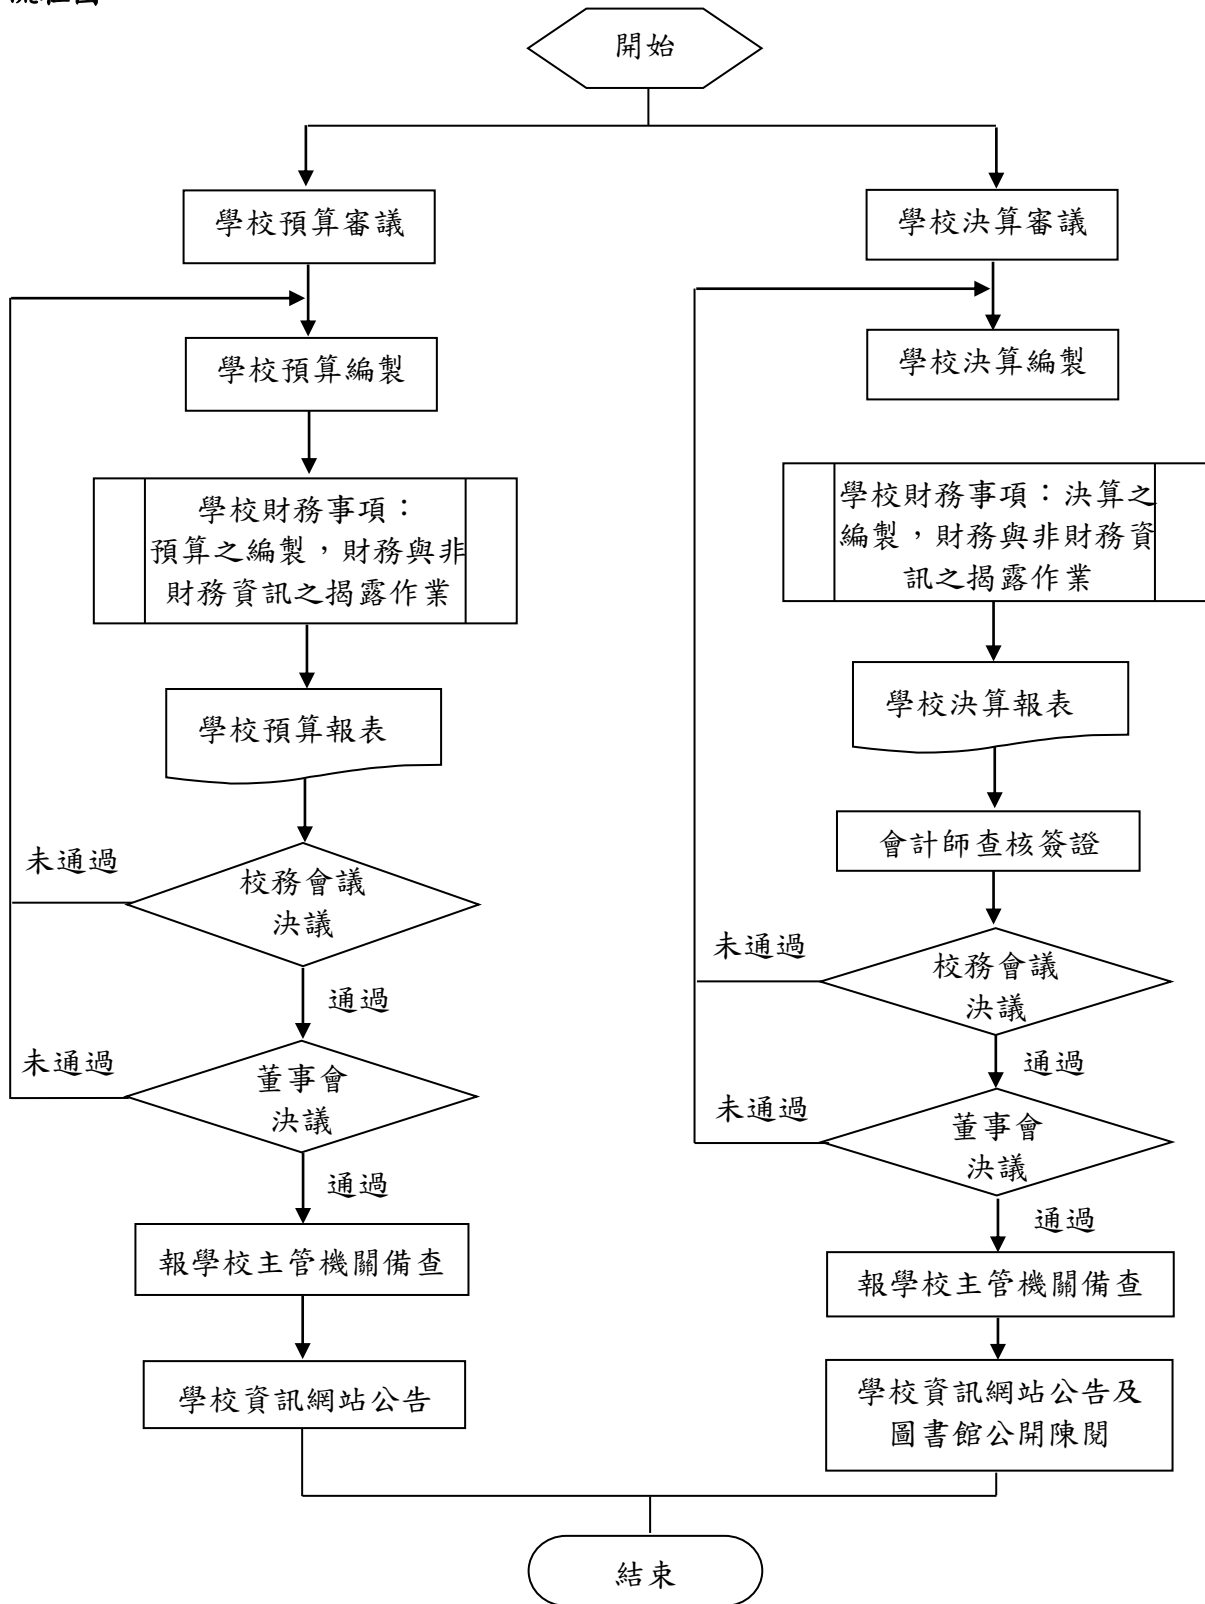 開始
學校預算審議
學校預算編製
學校財務事項：
預算之編製，財務與非
財務資訊之揭露作業
學校預算報表
校務會議
決議
未通過
通過
董事會
決議
未通過
通過
報學校主管機關備查
學校資訊網站公告
學校決算審議
學校決算編製
學校財務事項：決算之
編製，財務與非財務資
訊之揭露作業
學校決算報表
會計師查核簽證
校務會議
決議
未通過
通過
董事會
決議
未通過
通過
報學校主管機關備查
學校資訊網站公告及
圖書館公開陳閱
結束